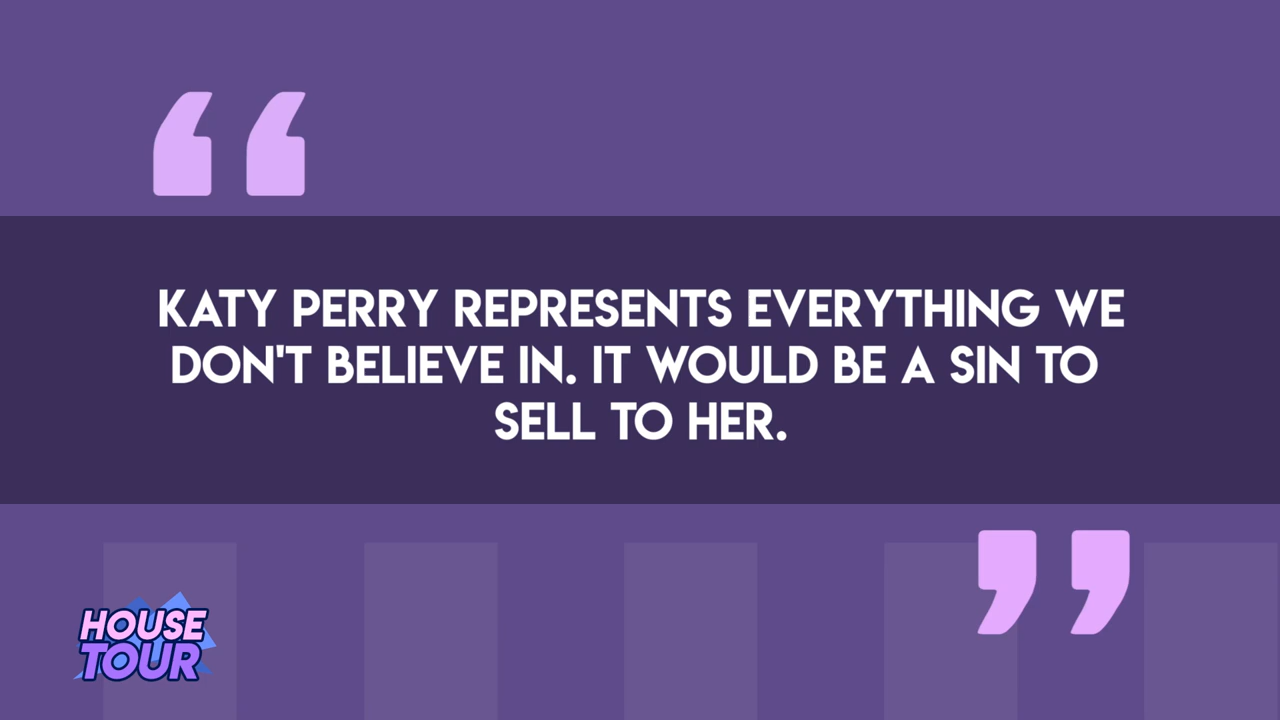 KATY PERRY REPRESENTS EVERYTHING WE
DON'T BELIEVE IN. IT WOULD BE A SIN TO
SELL TO HER.
HOUSE
TOUR